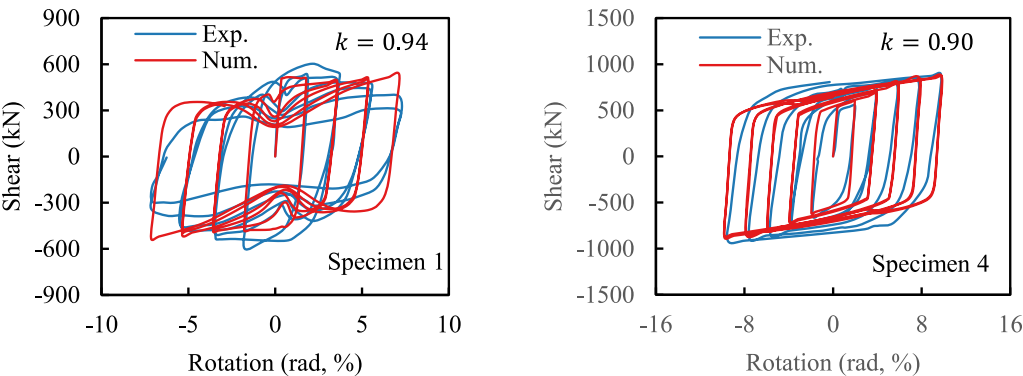 900
600
300
0
-300
-600
-900
Shear (kN)
Exp.
Num.
k = 0.94
Specimen 1
-10 -5 0 5 10
Rotation (rad, %)
1500
1000
500
0
-500
-1000
-1500
Shear (kN)
Exp.
Num.
k = 0.90
Specimen 4
-16 -8 0 8 16
Rotation (rad, %)